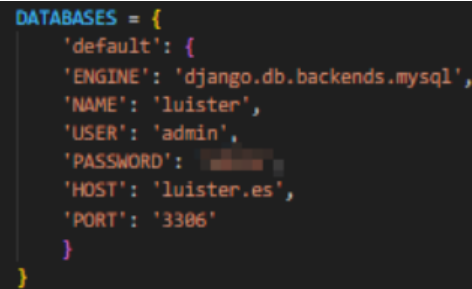 DATABASES = {
'default': {
'ENGINE': 'django.db.backends.mysql',
'NAME': 'luister',
'USER': 'admin',
'PASSWORD':
'HOST': 'luister.es',
'PORT': '3306'
}
}